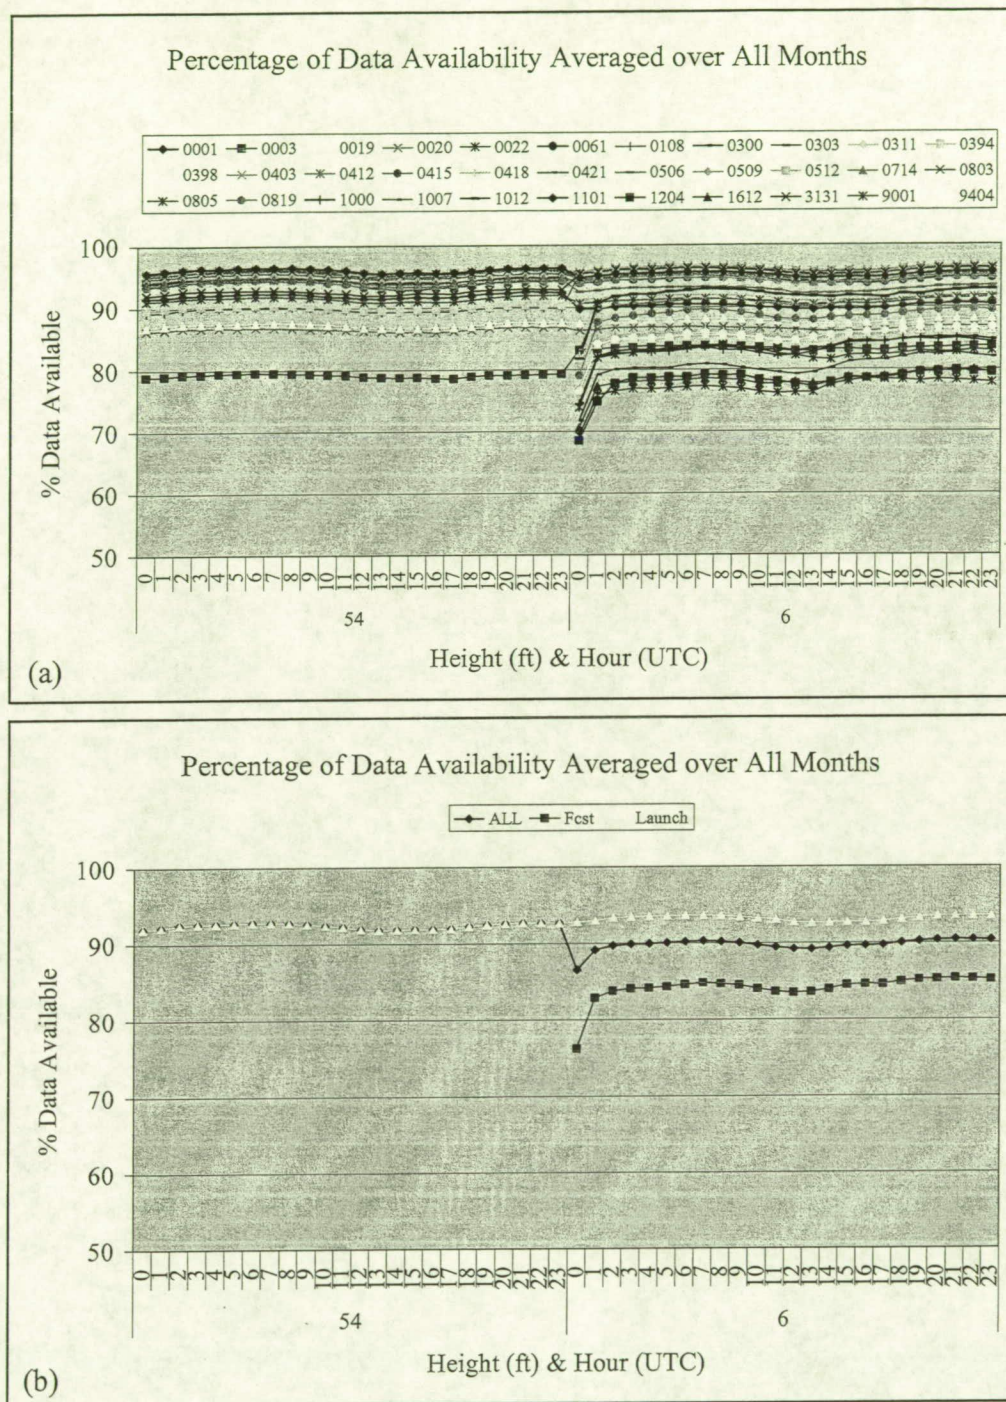 Percentage of Data Availability Averaged over All Months
0001 0003 0019 0020 0022 0061 0108 0300 0303 0311 0394
0398 0403 0412 0415 0418 0421 0506 0509 0512 0714 0803
0805 0819 1000 1007 1012 1101 1204 1612 3131 9001 9404
% Data Available
100
90
80
70
60
50
0 1 2 3 4 5 6 7 8 9 10 11 12 13 14 15 16 17 18 19 20 21 22 23 0 1 2 3 4 5 6 7 8 9 10 11 12 13 14 15 16 17 18 19 20 21 22 23
54 6
Height (ft) & Hour (UTC)
(a)
Percentage of Data Availability Averaged over All Months
ALL Fcst Launch
% Data Available
100
90
80
70
60
50
0 1 2 3 4 5 6 7 8 9 10 11 12 13 14 15 16 17 18 19 20 21 22 23 0 1 2 3 4 5 6 7 8 9 10 11 12 13 14 15 16 17 18 19 20 21 22 23
54 6
Height (ft) & Hour (UTC)
(b)